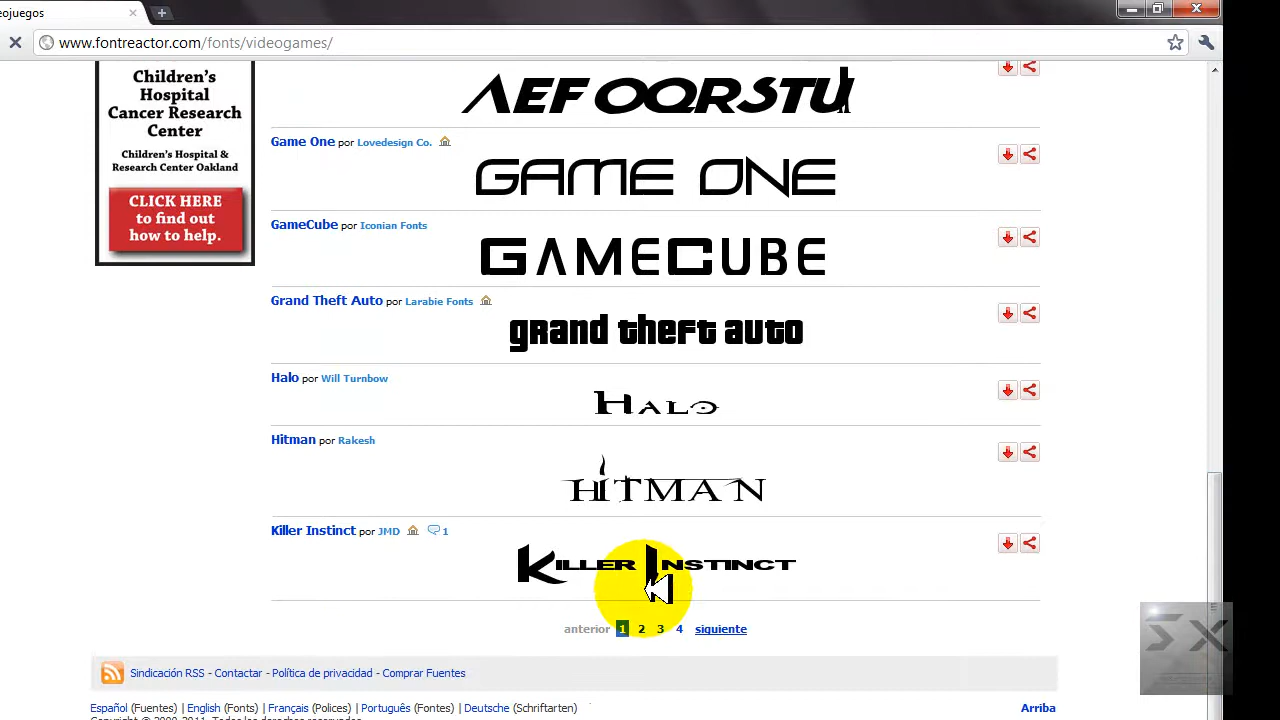 eojuegos
www.fontreactor.com/fonts/videogames/
Children's
Hospital
Cancer Research
Center
Children's Hospital &
Research Center Oakland
CLICK HERE
to find out
how to help.
AEFOQRSTU
Game One por Lovedesign Co.
GAME ONE
GameCube por Iconian Fonts
GAMECUBE
Grand Theft Auto por Larabie Fonts
grand theft auto
Halo por Will Turnbow
HALO
Hitman por Rakesh
HITMAN
Killer Instinct por JMD 1
KILLER INSTINCT
anterior 1 2 3 4 siguiente
Sindicación RSS - Contactar - Política de privacidad - Comprar Fuentes
Español (Fuentes) | English (Fonts) | Français (Polices) | Português (Fontes) | Deutsche (Schriftarten)
Arriba
SX